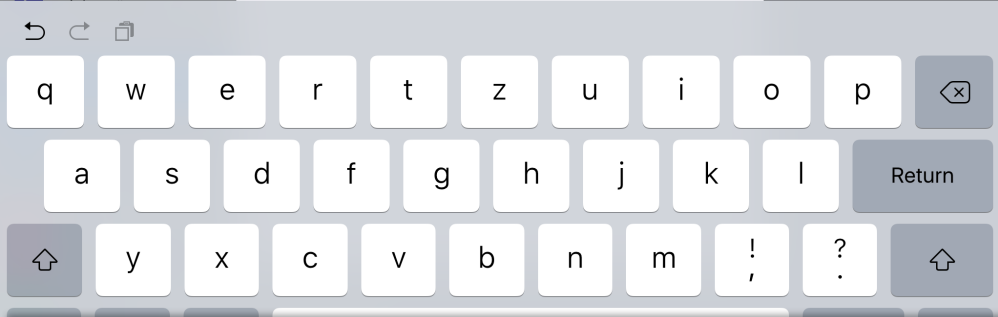 q w e r t z u i o p
a s d f g h j k l Return
y x c v b n m ! , ? .